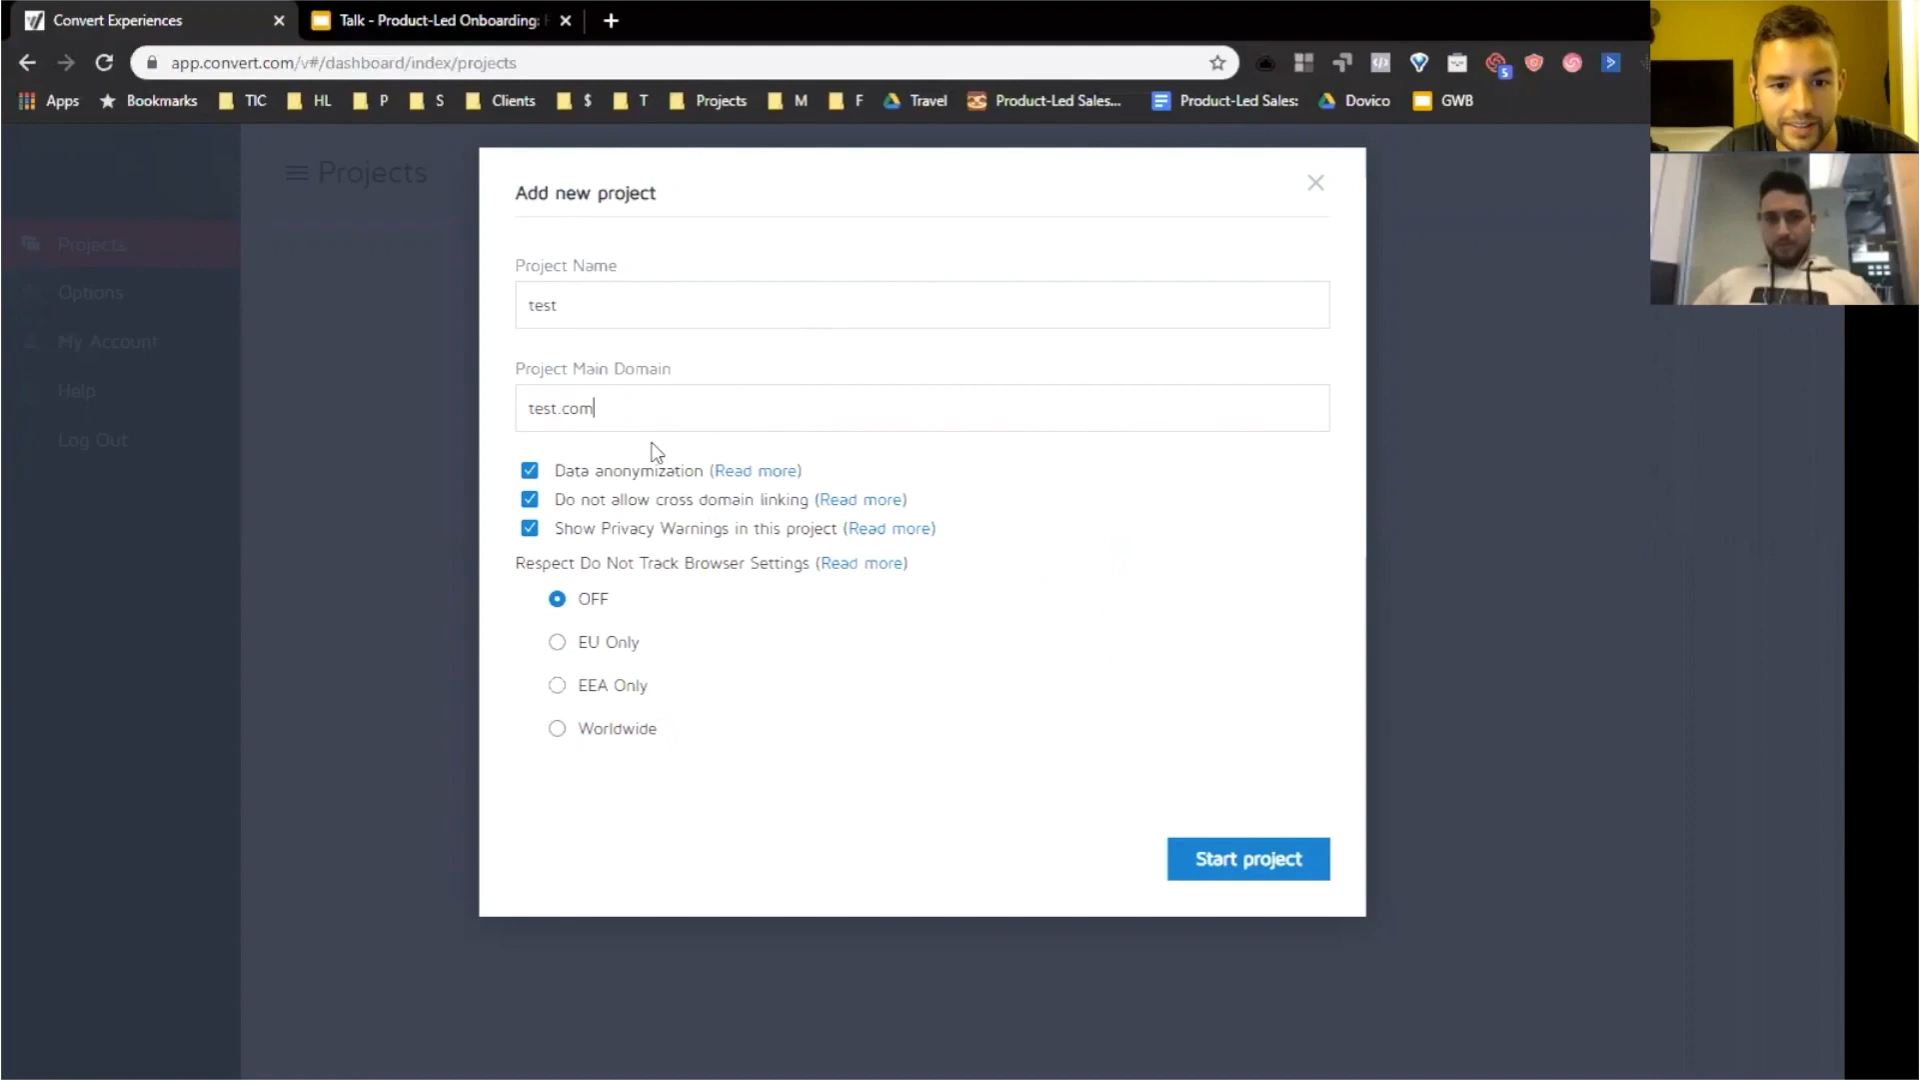 Convert Experiences
Talk - Product-Led Onboarding:
app.convert.com/v#/dashboard/index/projects
5
Apps Bookmarks TIC HL P S Clients $ T Projects M F Travel Product-Led Sales... Product-Led Sales: Dovico GWB
Projects
Projects
Options
My Account
Help
Log Out
Add new project
Project Name
test
Project Main Domain
test.com
Data anonymization (Read more)
Do not allow cross domain linking (Read more)
Show Privacy Warnings in this project (Read more)
Respect Do Not Track Browser Settings (Read more)
OFF
EU Only
EEA Only
Worldwide
Start project